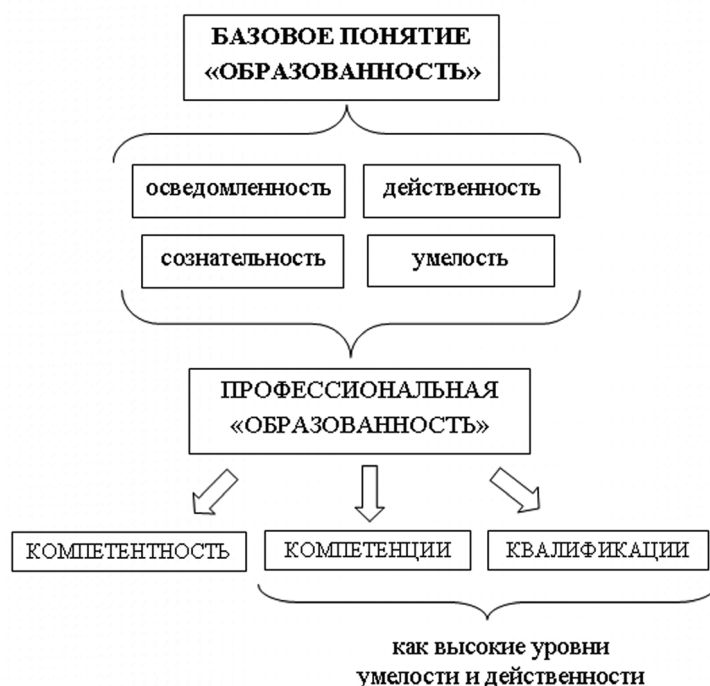 БАЗОВОЕ ПОНЯТИЕ
«ОБРАЗОВАННОСТЬ»
осведомленность
действенность
сознательность
умелость
ПРОФЕССИОНАЛЬНАЯ
«ОБРАЗОВАННОСТЬ»
КОМПЕТЕНТНОСТЬ
КОМПЕТЕНЦИИ
КВАЛИФИКАЦИИ
как высокие уровни
умелости и действенности